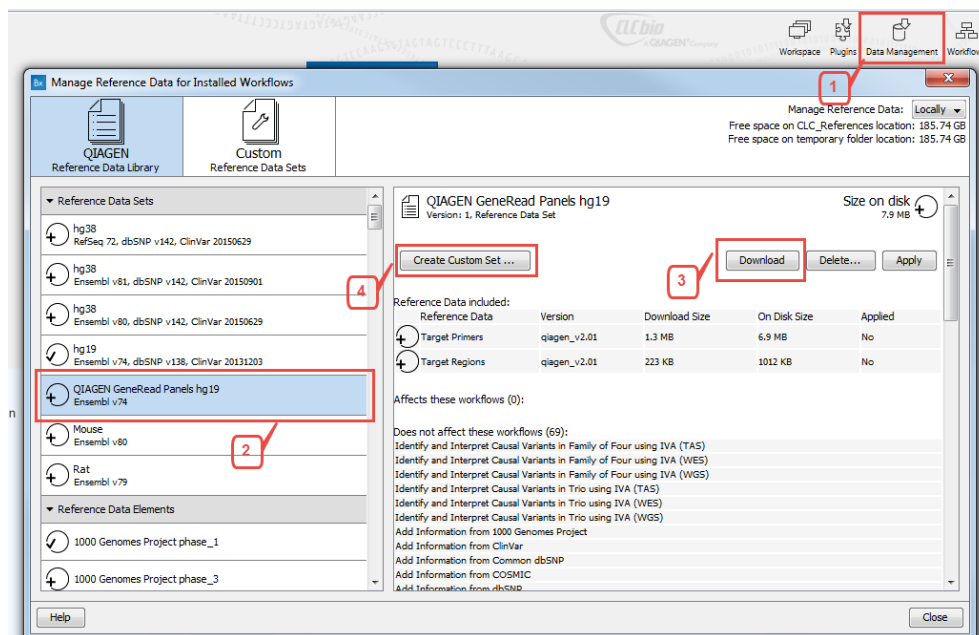 CLCbio
A QIAGEN Company
Workspace
Plugins
Data Management
Workflow
1
Bx
Manage Reference Data for Installed Workflows
QIAGEN
Reference Data Library
Custom
Reference Data Sets
Manage Reference Data: Locally
Free space on CLC_References location: 185.74 GB
Free space on temporary folder location: 185.74 GB
Reference Data Sets
hg38
RefSeq 72, dbSNP v142, ClinVar 20150629
hg38
Ensembl v81, dbSNP v142, ClinVar 20150901
hg38
Ensembl v80, dbSNP v142, ClinVar 20150629
hg19
Ensembl v74, dbSNP v138, ClinVar 20131203
QIAGEN GeneRead Panels hg19
Ensembl v74
n
Mouse
Ensembl v80
2
Rat
Ensembl v79
Reference Data Elements
1000 Genomes Project phase_1
1000 Genomes Project phase_3
QIAGEN GeneRead Panels hg19
Version: 1, Reference Data Set
Size on disk
7.9 MB
4
Create Custom Set ...
3
Download
Delete...
Apply
Reference Data included:
Reference Data Version Download Size On Disk Size Applied
Target Primers qiagen_v2.01 1.3 MB 6.9 MB No
Target Regions qiagen_v2.01 223 KB 1012 KB No
Affects these workflows (0):
Does not affect these workflows (69):
Identify and Interpret Causal Variants in Family of Four using IVA (TAS)
Identify and Interpret Causal Variants in Family of Four using IVA (WES)
Identify and Interpret Causal Variants in Family of Four using IVA (WGS)
Identify and Interpret Causal Variants in Trio using IVA (TAS)
Identify and Interpret Causal Variants in Trio using IVA (WES)
Identify and Interpret Causal Variants in Trio using IVA (WGS)
Add Information from 1000 Genomes Project
Add Information from ClinVar
Add Information from Common dbSNP
Add Information from COSMIC
Add Information from dbSNP
Help
Close